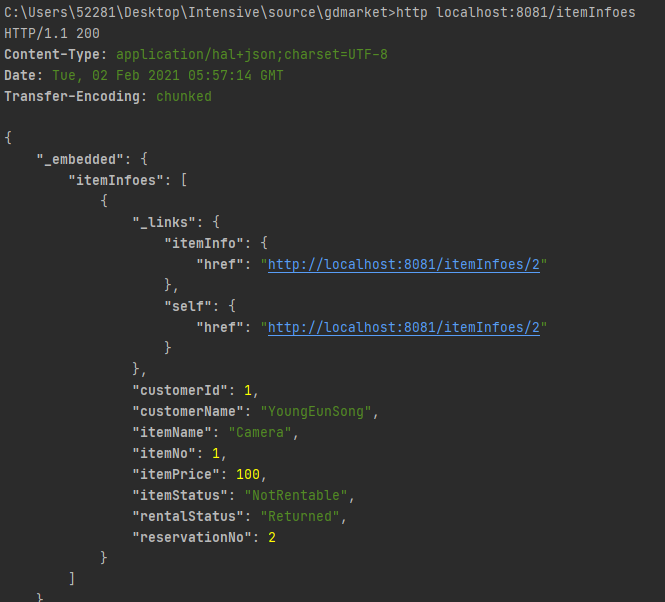 C:\Users\52281\Desktop\Intensive\source\gdmarket>http localhost:8081/itemInfoes
HTTP/1.1 200
Content-Type: application/hal+json;charset=UTF-8
Date: Tue, 02 Feb 2021 05:57:14 GMT
Transfer-Encoding: chunked

{
    "_embedded": {
        "itemInfoes": [
            {
                "_links": {
                    "itemInfo": {
                        "href": "http://localhost:8081/itemInfoes/2"
                    },
                    "self": {
                        "href": "http://localhost:8081/itemInfoes/2"
                    }
                },
                "customerId": 1,
                "customerName": "YoungEunSong",
                "itemName": "Camera",
                "itemNo": 1,
                "itemPrice": 100,
                "itemStatus": "NotRentable",
                "rentalStatus": "Returned",
                "reservationNo": 2
            }
        ]
    }